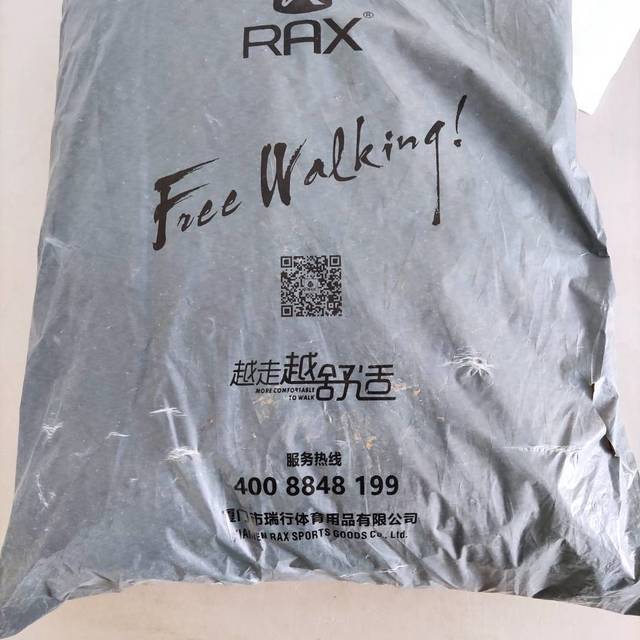 RAX®
Free Walking!
越走越舒适
MORE COMFORTABLE
TO WALK
服务热线
400 8848 199
厦门市瑞行体育用品有限公司
XIAMEN RAX SPORTS GOODS Co., Ltd.